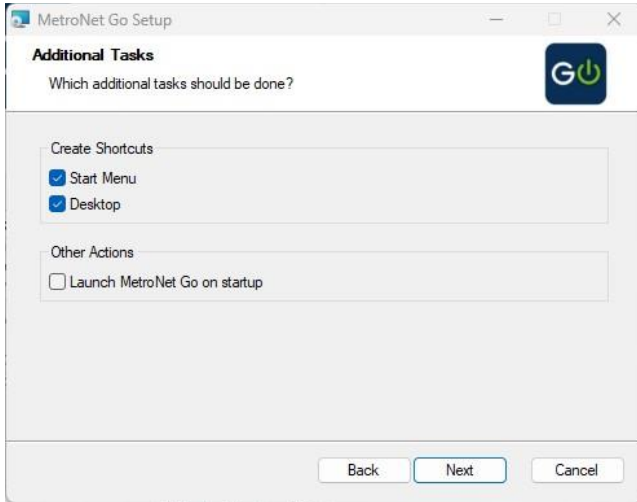 MetroNet Go Setup
Additional Tasks
Which additional tasks should be done?
GO
Create Shortcuts
Start Menu
Desktop
Other Actions
Launch MetroNet Go on startup
Back Next Cancel